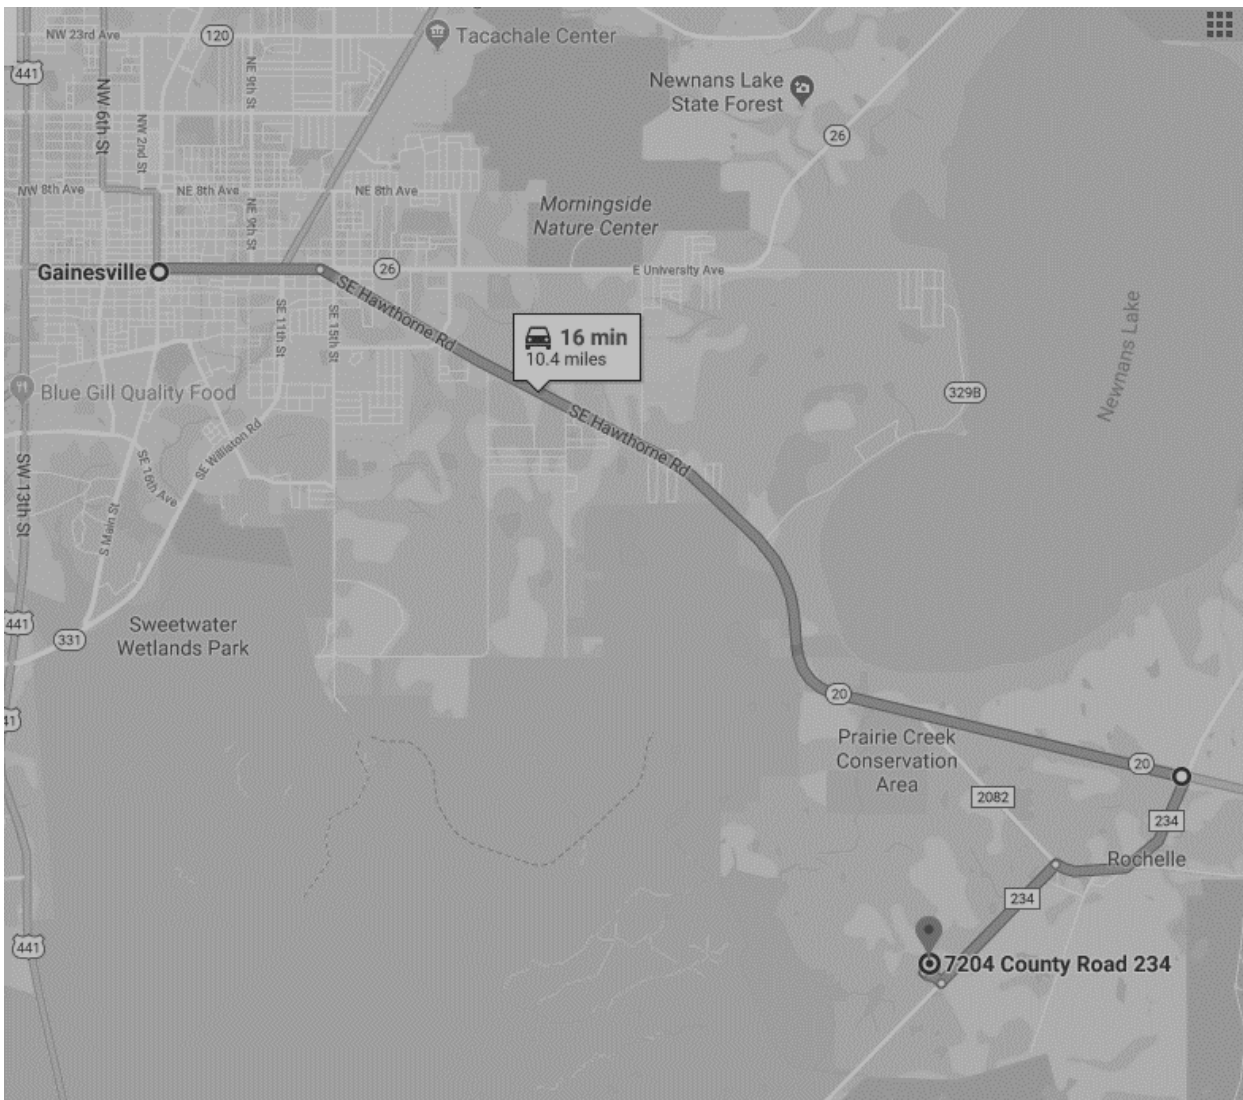 NW 23rd Ave
120
Tacachale Center
441
NW 6th St
NE 9th St
NW 2nd St
Newnans Lake
State Forest
26
NW 8th Ave
NE 8th Ave
NE 8th Ave
NE 9th St
Morningside
Nature Center
Gainesville
26
E University Ave
SE Hawthorne Rd
SE 11th St
SE 15th St
16 min
10.4 miles
Newnans Lake
Blue Gill Quality Food
329B
SE Hawthorne Rd
SW 13th St
SE 16th Ave
SE Williston Rd
S Main St
441
331
Sweetwater
Wetlands Park
20
41
Prairie Creek
Conservation
Area
20
2082
234
Rochelle
234
441
7204 County Road 234